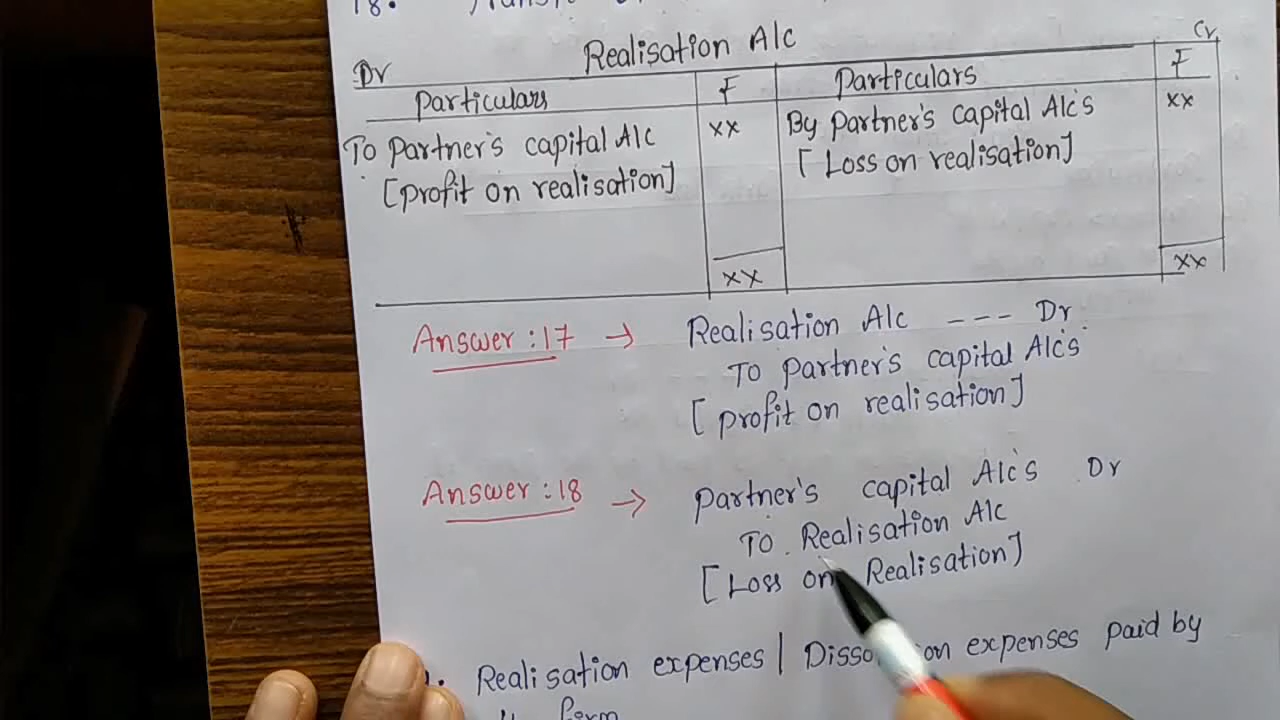 18.
Realisation A/c
Dr Cr
Particulars ₹ Particulars ₹
To partner's capital A/c xx By partner's capital A/c's xx
[profit on realisation] [Loss on realisation]
xx xx
Answer:17 → Realisation A/c --- Dr
To partner's capital A/c's
[profit on realisation]
Answer:18 → partner's capital A/c's Dr
To Realisation A/c
[Loss on Realisation]
Realisation expenses / expenses paid by